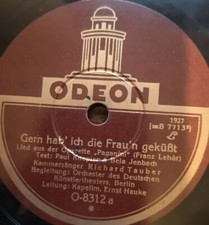 ODEON
1927
Gern hab' ich die Frau'n geküßt
Lied aus der Operette „Paganini" (Franz Lehár)
Text: Paul Knepler & Bela Jenbach
Kammersänger Richard Tauber
Begleitung: Orchester des Deutschen
Künstlertheaters, Berlin
Leitung: Kapellm. Ernst Hauke
O-8312 a